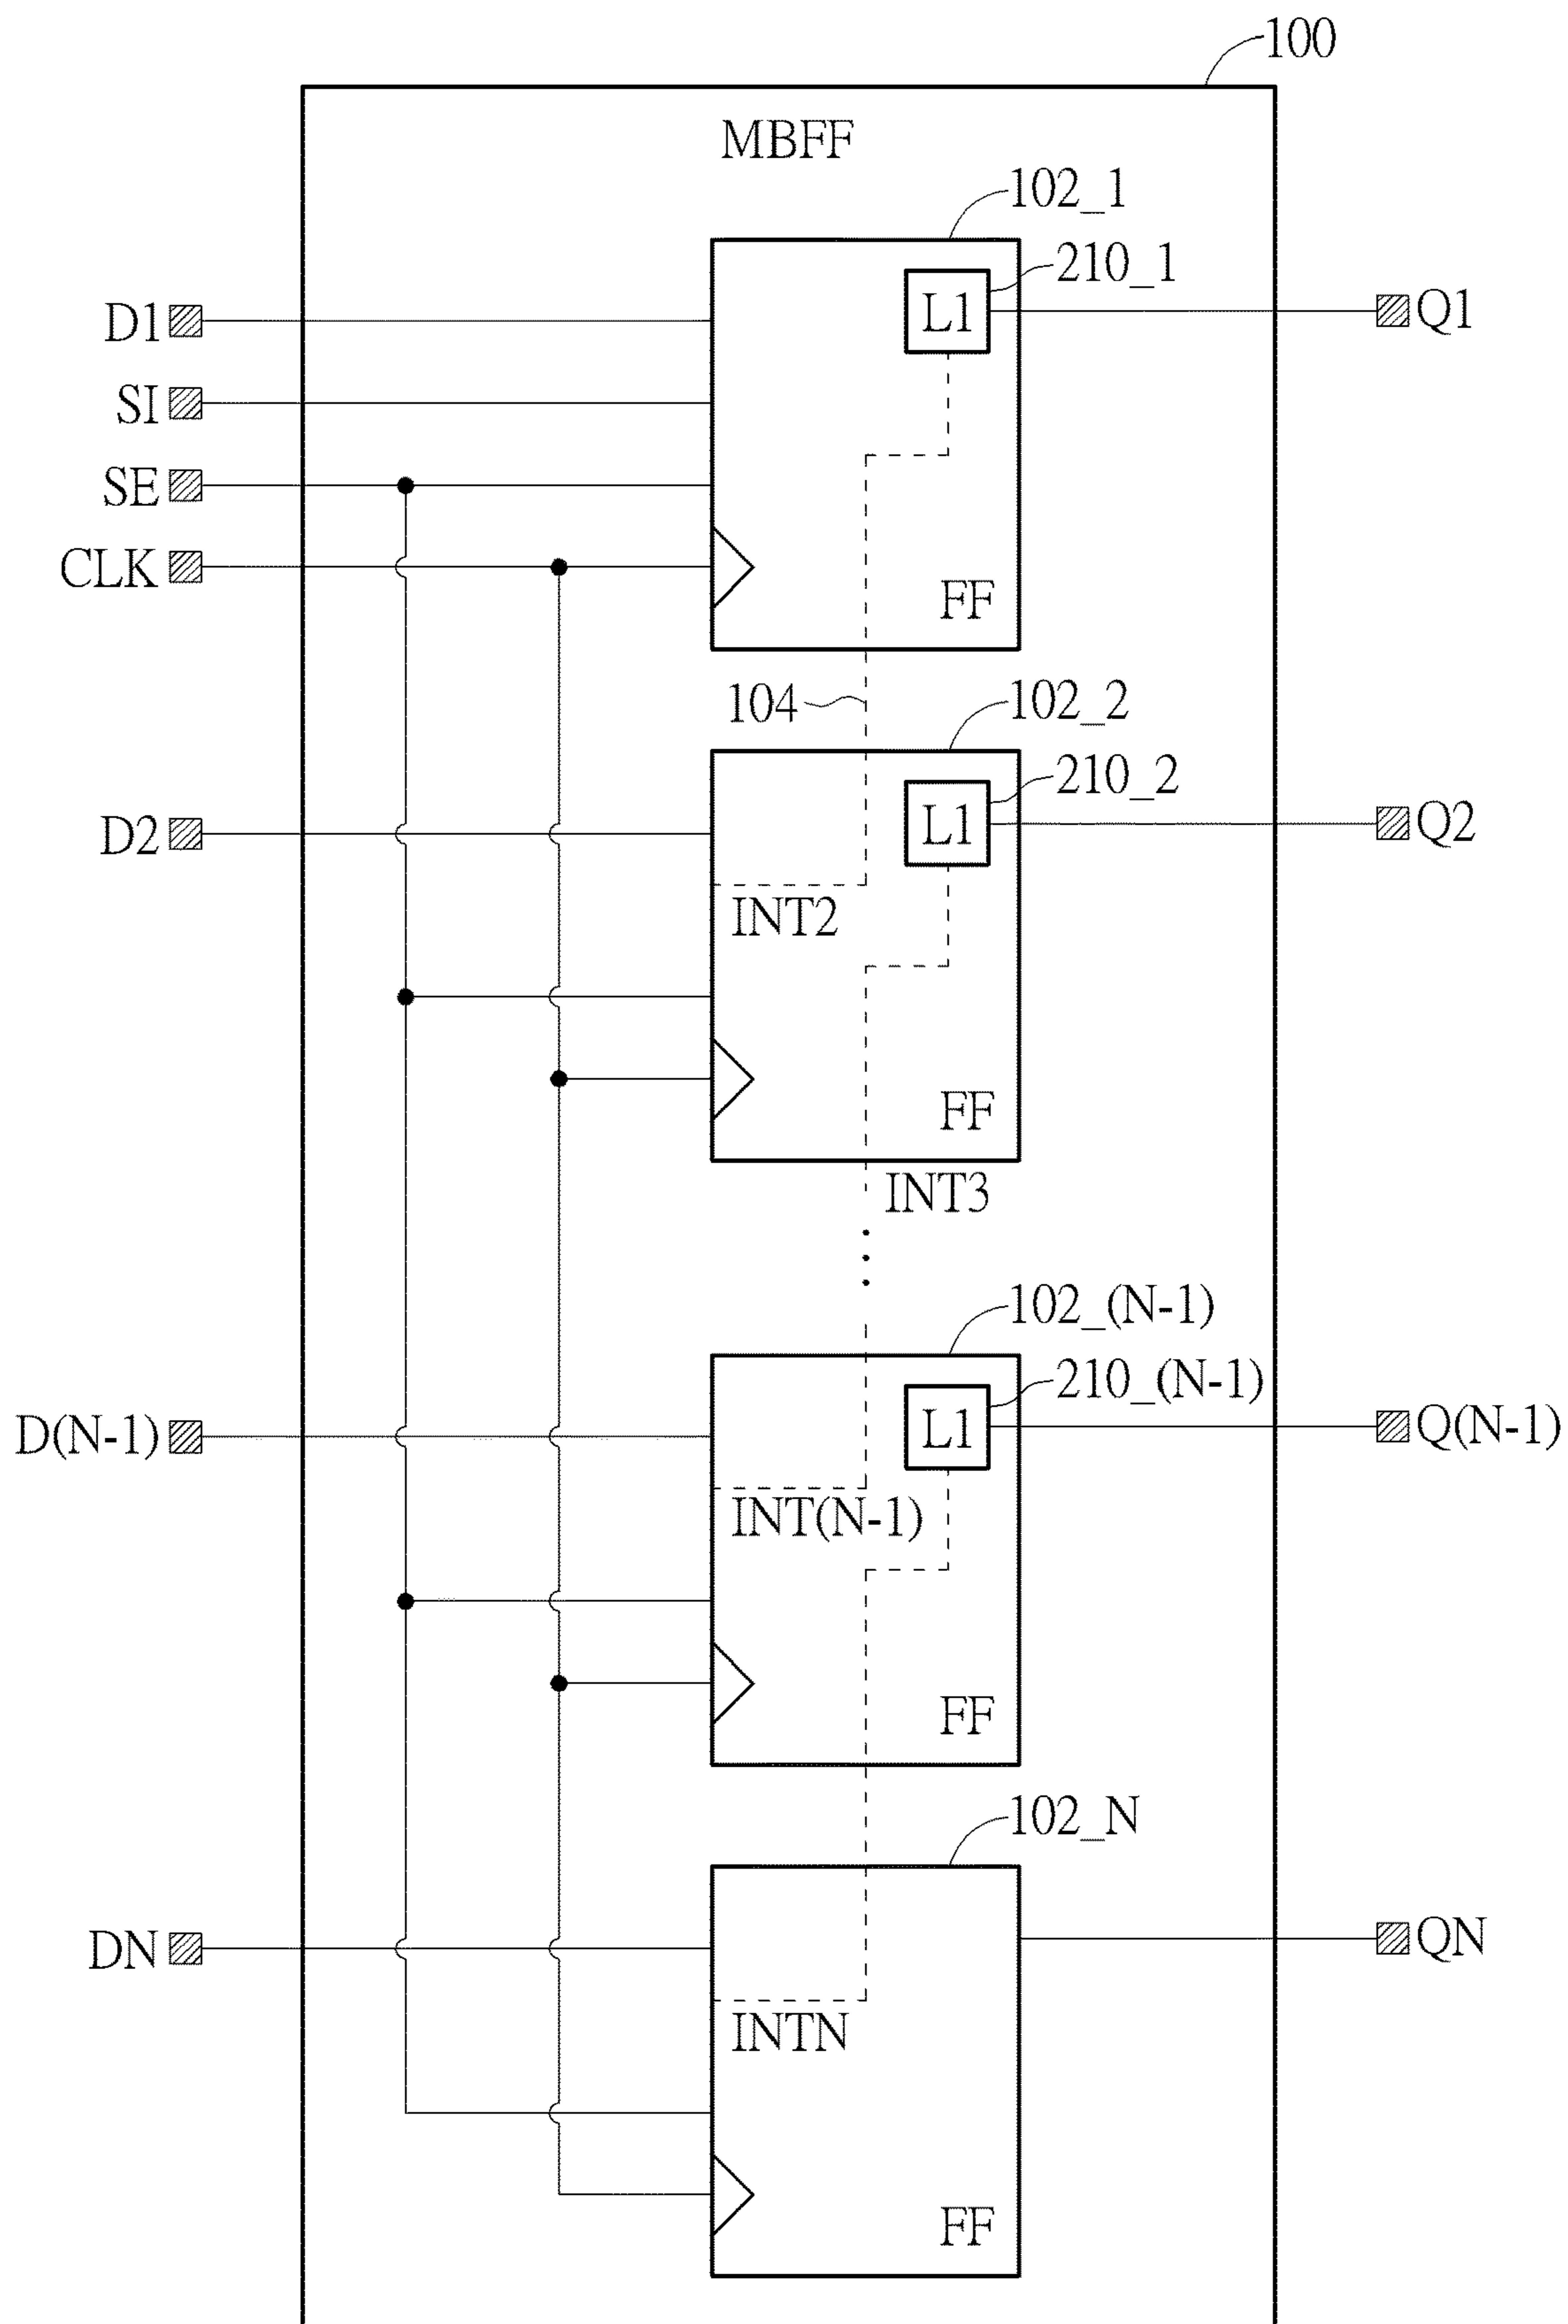 100
MBFF
102_1
210_1
L1
D1
Q1
SI
SE
CLK
FF
104
102_2
210_2
L1
D2
Q2
INT2
FF
INT3
102_(N-1)
210_(N-1)
L1
D(N-1)
Q(N-1)
INT(N-1)
FF
102_N
DN
QN
INTN
FF